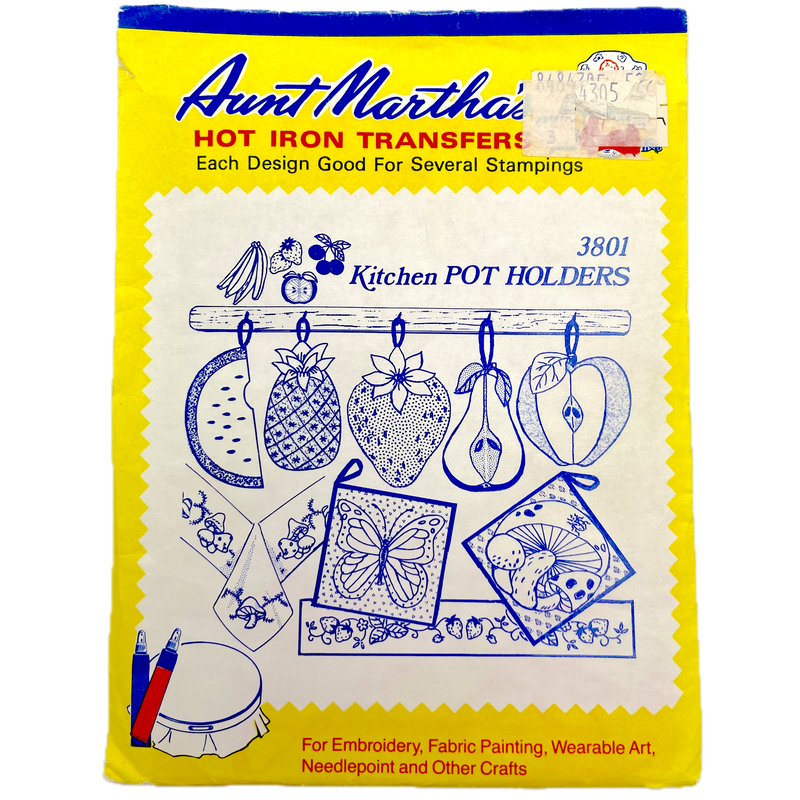 Aunt Martha's
HOT IRON TRANSFERS
Each Design Good For Several Stampings
4305
3801
Kitchen POT HOLDERS
For Embroidery, Fabric Painting, Wearable Art,
Needlepoint and Other Crafts